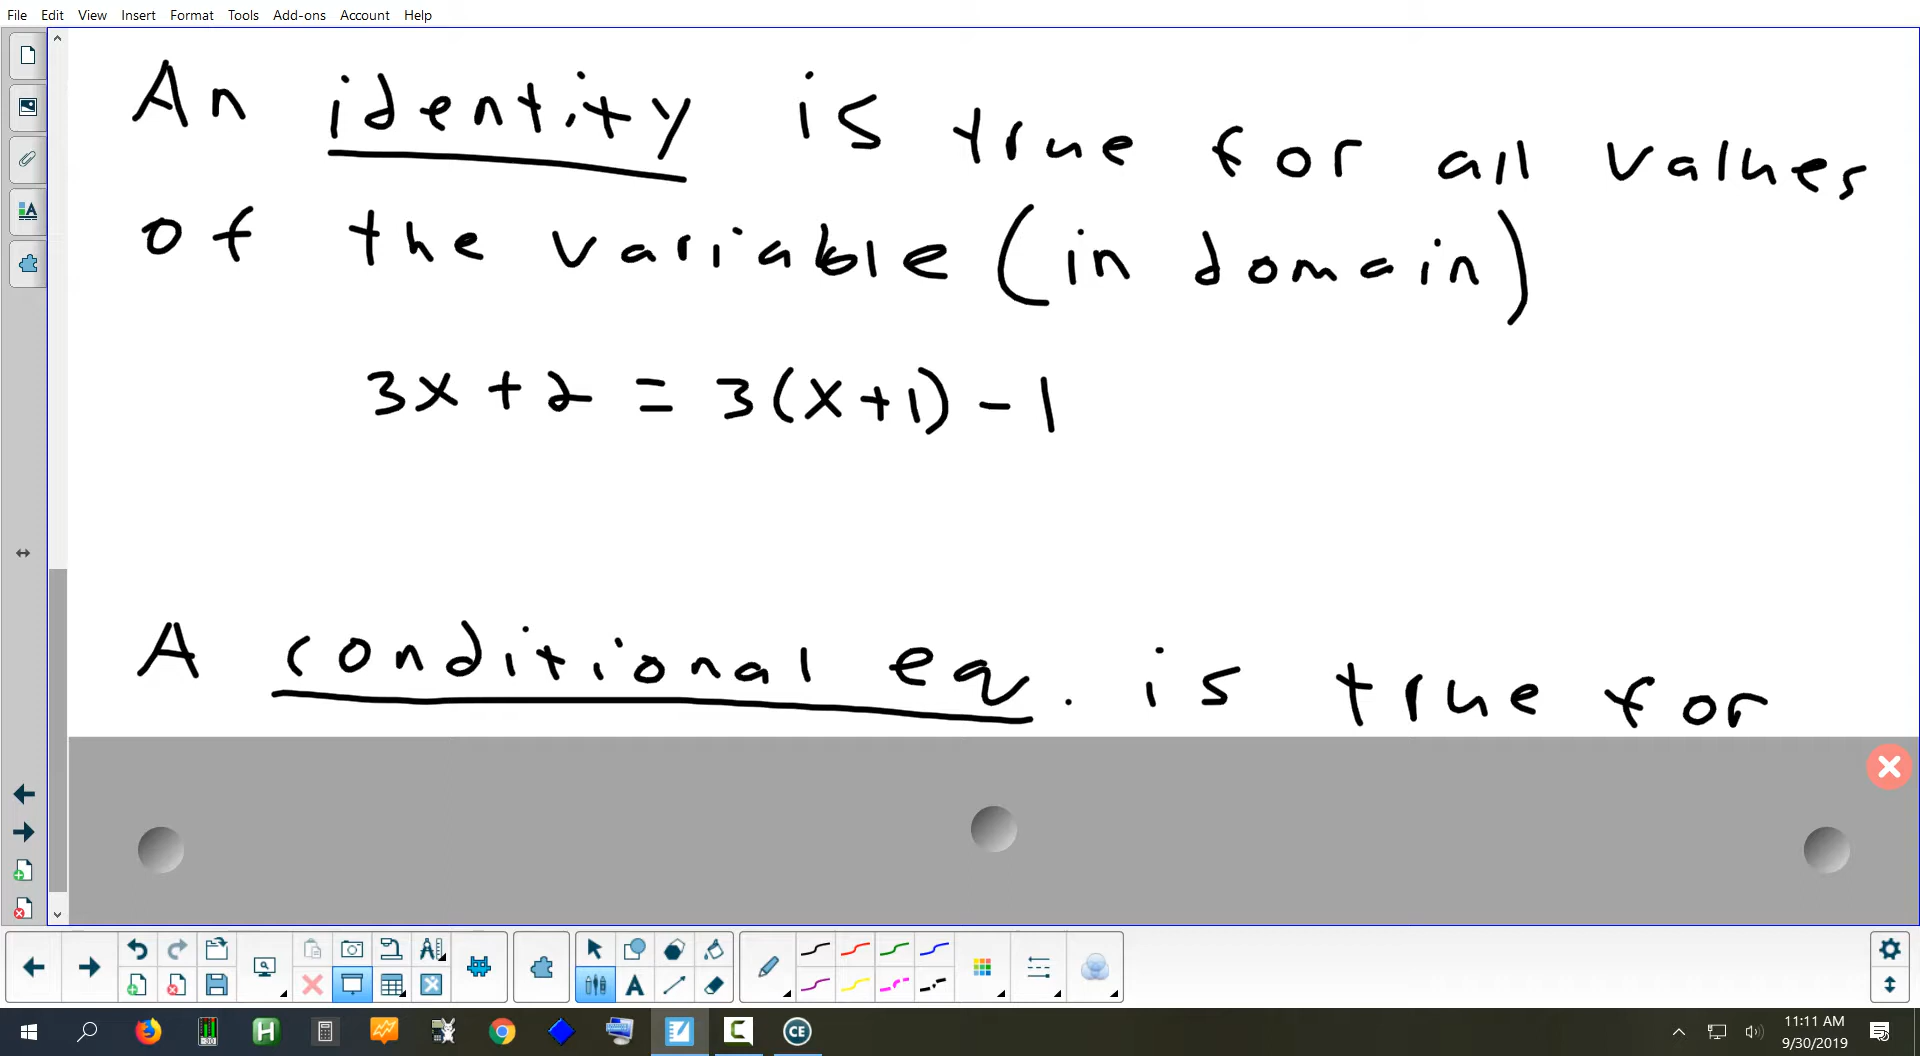 File Edit View Insert Format Tools Add-ons Account Help
An identity is true for all values
of the variable (in domain)
3x + 2 = 3(x+1) - 1
A conditional eq. is true for
11:11 AM
9/30/2019